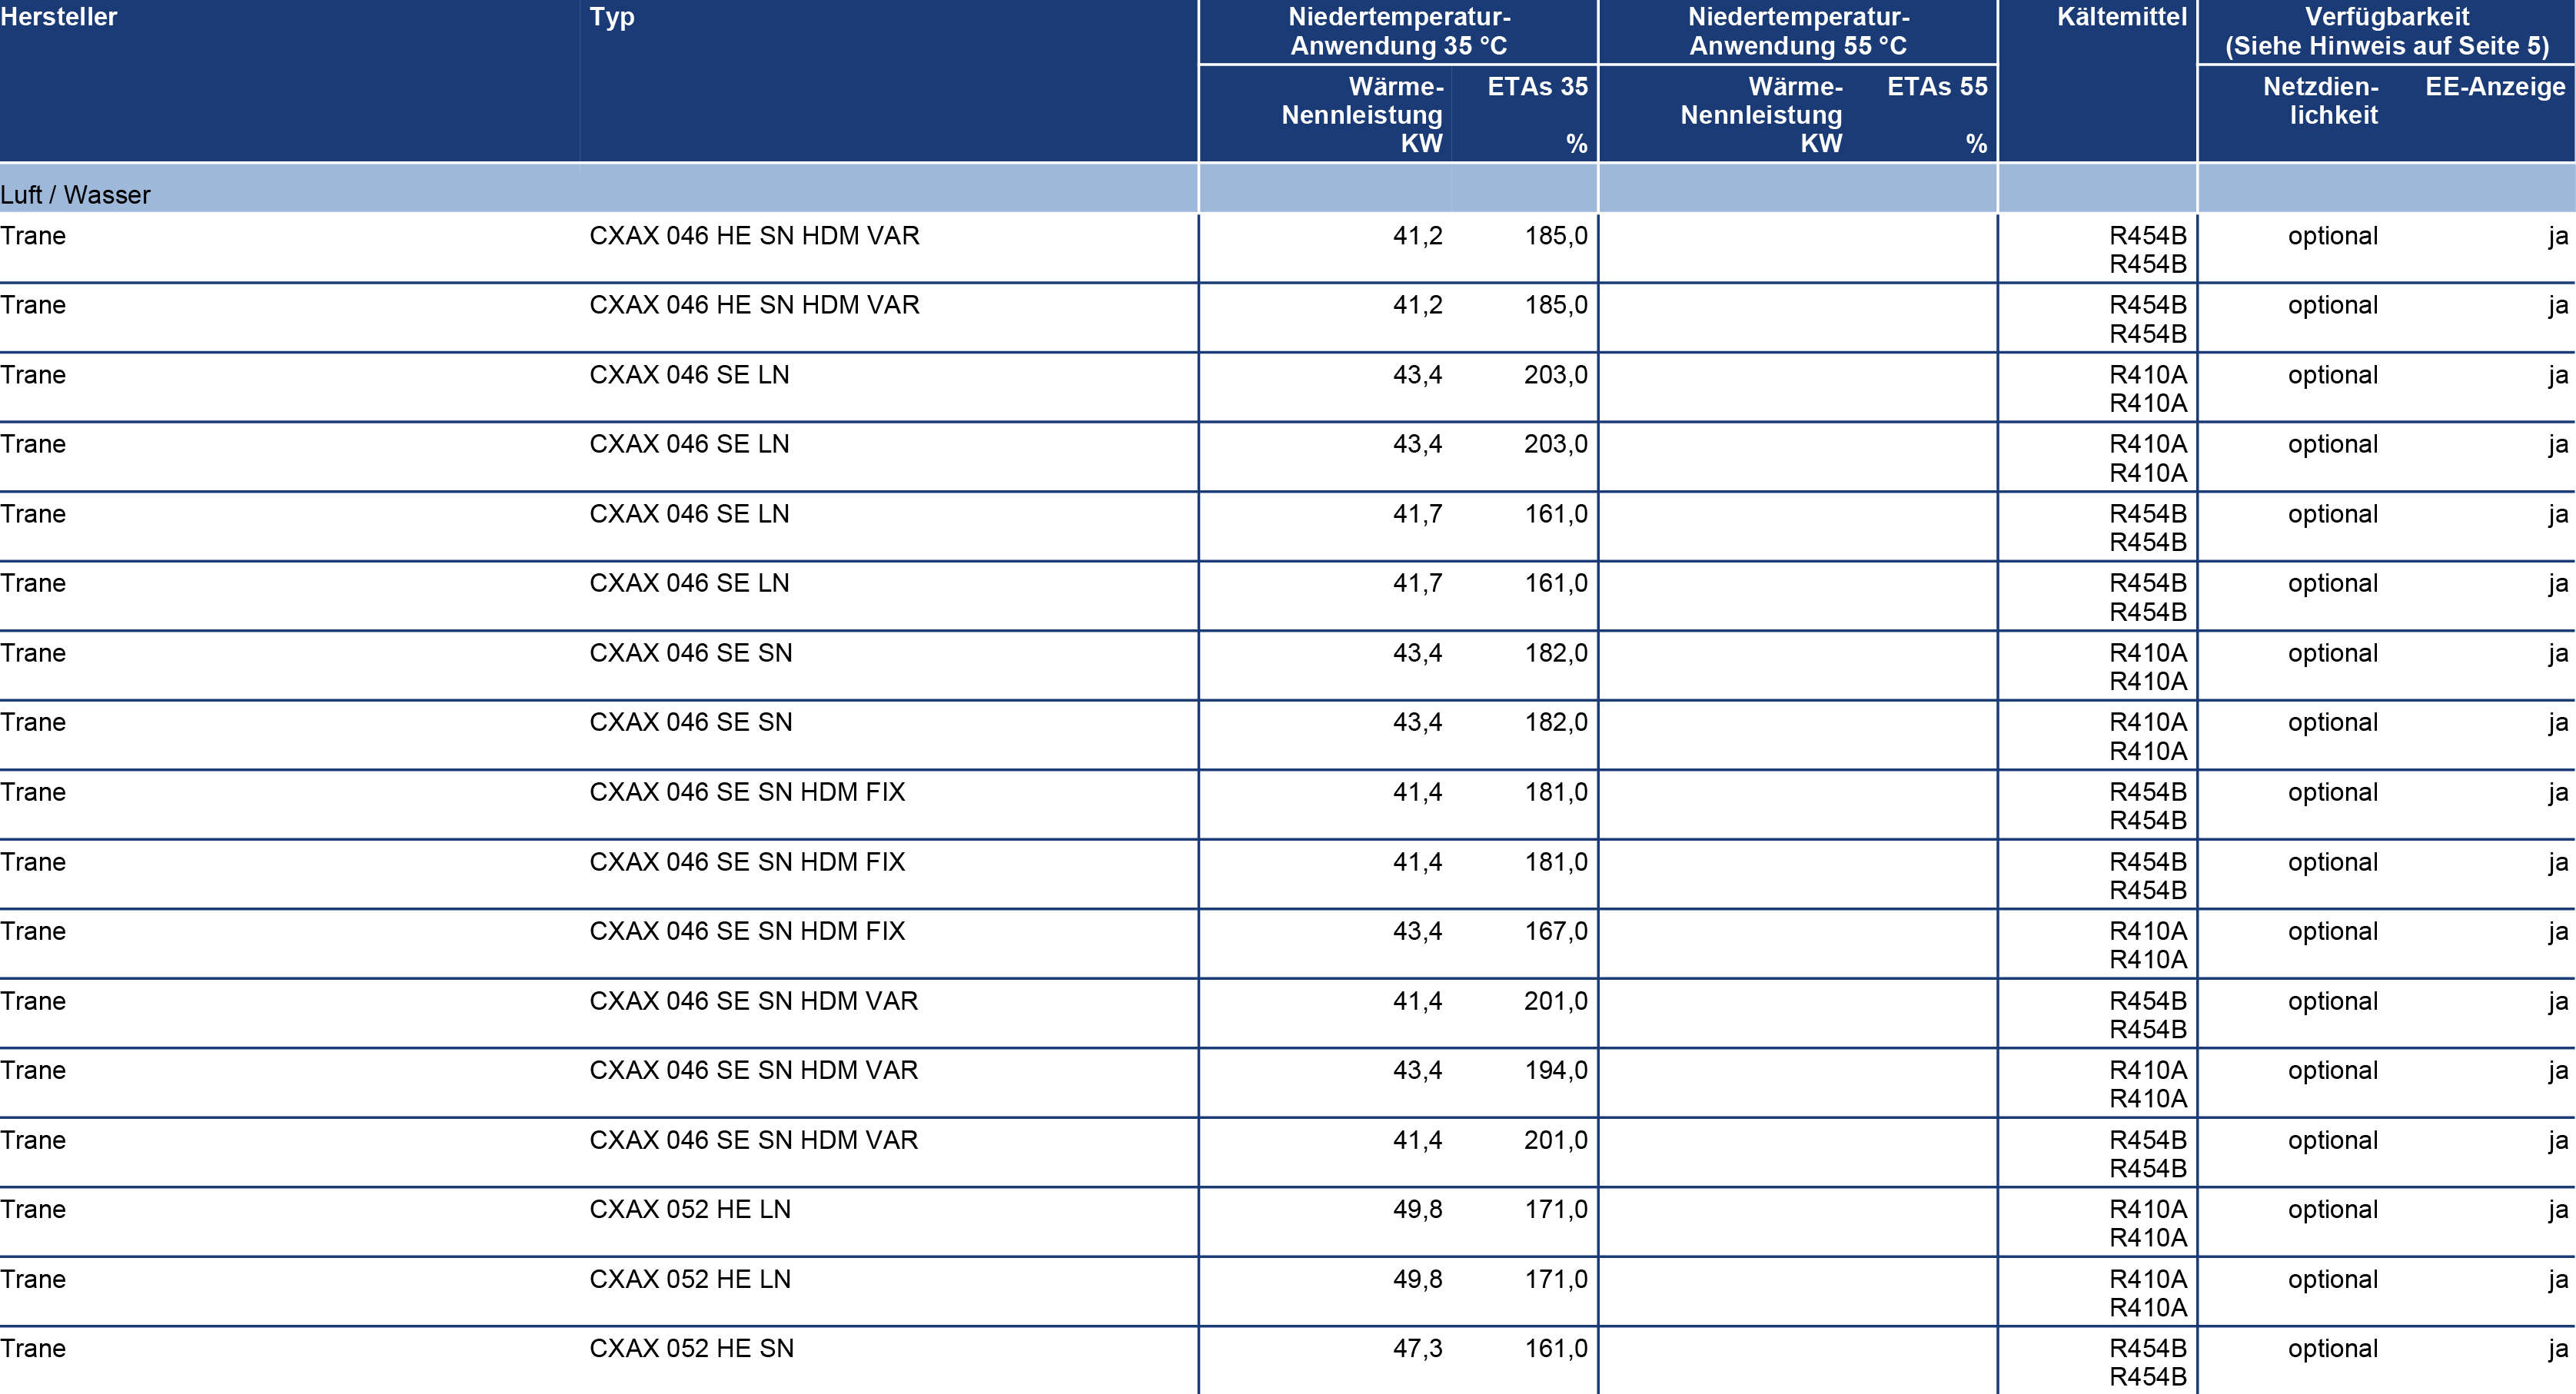 Hersteller Typ Niedertemperatur- Niedertemperatur- Kältemittel Verfügbarkeit
Anwendung 35 °C Anwendung 55 °C (Siehe Hinweis auf Seite 5)
Wärme- ETAs 35 Wärme- ETAs 55 Netzdien- EE-Anzeige
Nennleistung Nennleistung lichkeit
KW % KW %
Luft / Wasser
Trane CXAX 046 HE SN HDM VAR 41,2 185,0 R454B optional ja
R454B
Trane CXAX 046 HE SN HDM VAR 41,2 185,0 R454B optional ja
R454B
Trane CXAX 046 SE LN 43,4 203,0 R410A optional ja
R410A
Trane CXAX 046 SE LN 43,4 203,0 R410A optional ja
R410A
Trane CXAX 046 SE LN 41,7 161,0 R454B optional ja
R454B
Trane CXAX 046 SE LN 41,7 161,0 R454B optional ja
R454B
Trane CXAX 046 SE SN 43,4 182,0 R410A optional ja
R410A
Trane CXAX 046 SE SN 43,4 182,0 R410A optional ja
R410A
Trane CXAX 046 SE SN HDM FIX 41,4 181,0 R454B optional ja
R454B
Trane CXAX 046 SE SN HDM FIX 41,4 181,0 R454B optional ja
R454B
Trane CXAX 046 SE SN HDM FIX 43,4 167,0 R410A optional ja
R410A
Trane CXAX 046 SE SN HDM VAR 41,4 201,0 R454B optional ja
R454B
Trane CXAX 046 SE SN HDM VAR 43,4 194,0 R410A optional ja
R410A
Trane CXAX 046 SE SN HDM VAR 41,4 201,0 R454B optional ja
R454B
Trane CXAX 052 HE LN 49,8 171,0 R410A optional ja
R410A
Trane CXAX 052 HE LN 49,8 171,0 R410A optional ja
R410A
Trane CXAX 052 HE SN 47,3 161,0 R454B optional ja
R454B